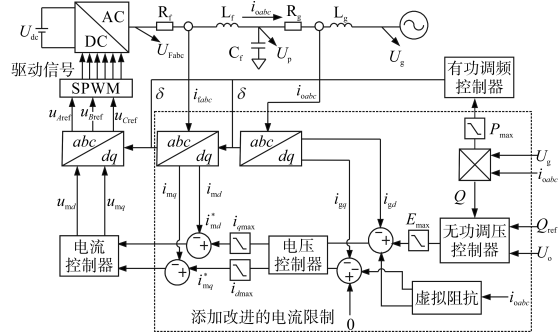 U_dc
AC
DC
R_f
L_f
i_oabc
R_g
L_g
U_Fabc
C_f
U_p
U_g
驱动信号
SPWM
u_Aref
u_Bref
u_Cref
δ
i_fabc
δ
i_oabc
有功调频控制器
P_max
abc
dq
abc
dq
abc
dq
U_g
i_oabc
Q
u_md
u_mq
i_mq
i_md
i_gq
i_gd
i*_md
i_qmax
E_max
无功调压控制器
Q_ref
U_o
电流控制器
i*_mq
i_dmax
电压控制器
虚拟阻抗
i_oabc
添加改进的电流限制
0